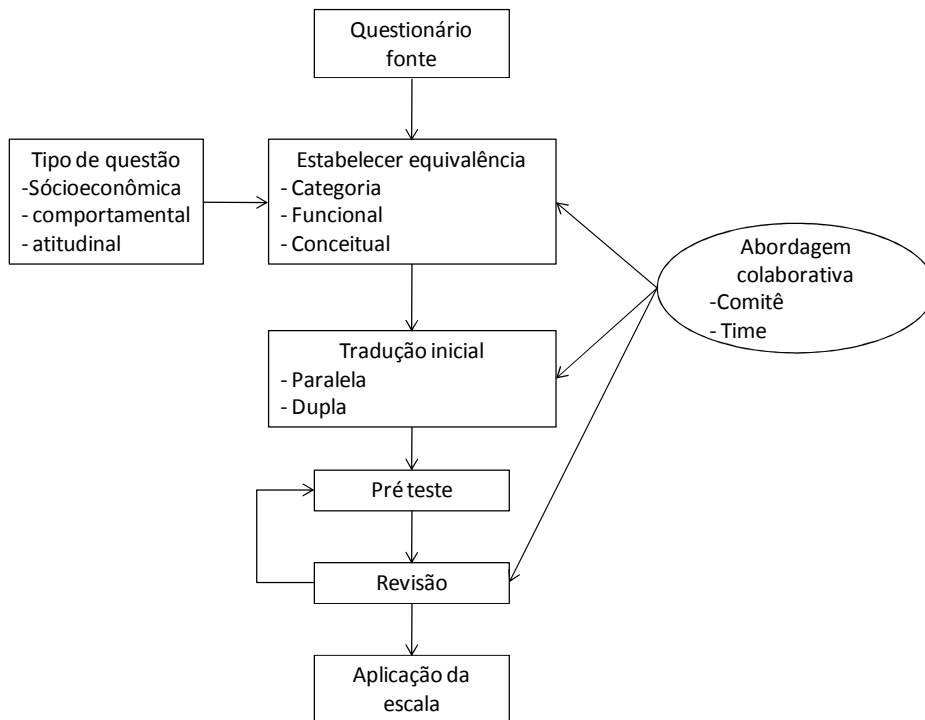 Questionário
fonte
Tipo de questão
-Sócioeconômica
- comportamental
- atitudinal
Estabelecer equivalência
- Categoria
- Funcional
- Conceitual
Abordagem
colaborativa
-Comitê
- Time
Tradução inicial
- Paralela
- Dupla
Pré teste
Revisão
Aplicação da
escala